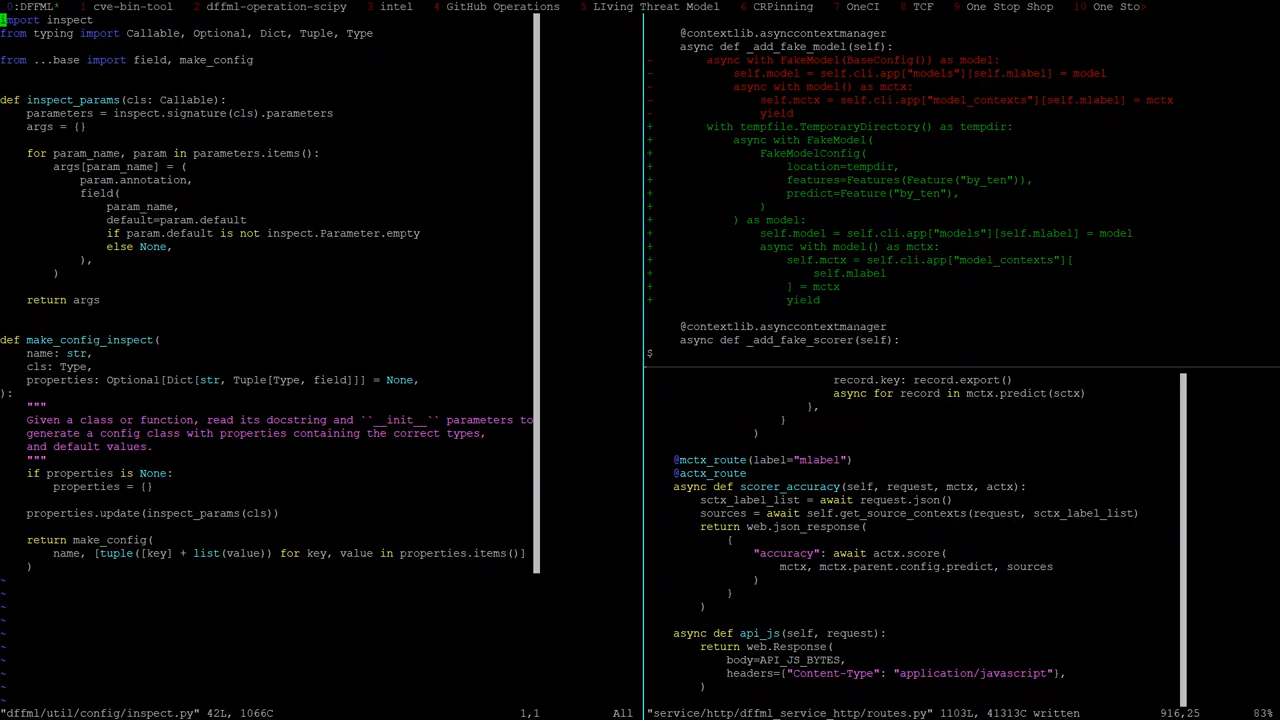 0:DFFML* 1 cve-bin-tool 2 dffml-operation-scipy 3 intel 4 GitHub Operations 5 LIving Threat Model 6 CRPinning 7 OneCI 8 TCF 9 One Stop Shop 10 One Sto>
import inspect
from typing import Callable, Optional, Dict, Tuple, Type

from ...base import field, make_config


def inspect_params(cls: Callable):
    parameters = inspect.signature(cls).parameters
    args = {}

    for param_name, param in parameters.items():
        args[param_name] = (
            param.annotation,
            field(
                param_name,
                default=param.default
                if param.default is not inspect.Parameter.empty
                else None,
            ),
        )

    return args


def make_config_inspect(
    name: str,
    cls: Type,
    properties: Optional[Dict[str, Tuple[Type, field]]] = None,
):
    """
    Given a class or function, read its docstring and ``__init__`` parameters to
    generate a config class with properties containing the correct types,
    and default values.
    """
    if properties is None:
        properties = {}

    properties.update(inspect_params(cls))

    return make_config(
        name, [tuple([key] + list(value)) for key, value in properties.items()]
    )
~
~
~
~
~
~
~
~
~
~
"dffml/util/config/inspect.py" 42L, 1066C 1,1 All
     @contextlib.asynccontextmanager
     async def _add_fake_model(self):
-        async with FakeModel(BaseConfig()) as model:
-            self.model = self.cli.app["models"][self.mlabel] = model
-            async with model() as mctx:
-                self.mctx = self.cli.app["model_contexts"][self.mlabel] = mctx
-                yield
+        with tempfile.TemporaryDirectory() as tempdir:
+            async with FakeModel(
+                FakeModelConfig(
+                    location=tempdir,
+                    features=Features(Feature("by_ten")),
+                    predict=Feature("by_ten"),
+                )
+            ) as model:
+                self.model = self.cli.app["models"][self.mlabel] = model
+                async with model() as mctx:
+                    self.mctx = self.cli.app["model_contexts"][
+                        self.mlabel
+                    ] = mctx
+                    yield

     @contextlib.asynccontextmanager
     async def _add_fake_scorer(self):
$
                            record.key: record.export()
                            async for record in mctx.predict(sctx)
                        },
                    }
                )

    @mctx_route(label="mlabel")
    @actx_route
    async def scorer_accuracy(self, request, mctx, actx):
        sctx_label_list = await request.json()
        sources = await self.get_source_contexts(request, sctx_label_list)
        return web.json_response(
            {
                "accuracy": await actx.score(
                    mctx, mctx.parent.config.predict, sources
                )
            }
        )

    async def api_js(self, request):
        return web.Response(
            body=API_JS_BYTES,
            headers={"Content-Type": "application/javascript"},
        )
"service/http/dffml_service_http/routes.py" 1103L, 41313C written 916,25 83%